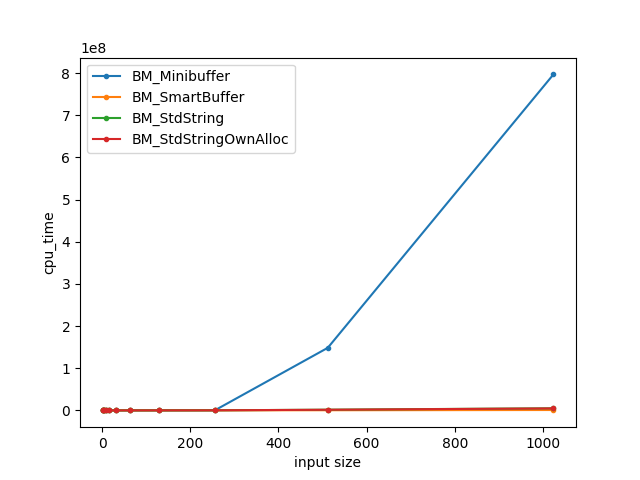 1e8
8
7
6
5
4
3
2
1
0
cpu_time
BM_Minibuffer
BM_SmartBuffer
BM_StdString
BM_StdStringOwnAlloc
0 200 400 600 800 1000
input size